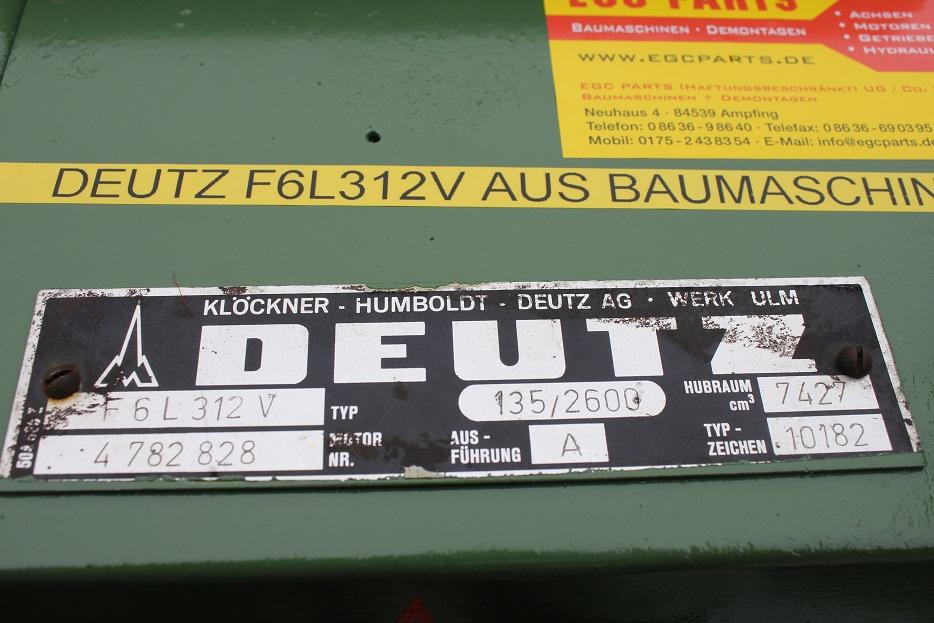 EGC PARTS
BAUMASCHINEN · DEMONTAGEN
• ACHSEN
• MOTOREN
• GETRIEBE
• HYDRAUL
WWW.EGCPARTS.DE
EGC PARTS (HAFTUNGSBESCHRÄNKT) UG / CO.
BAUMASCHINEN + DEMONTAGEN
Neuhaus 4 · 84539 Ampfing
Telefon: 08636-98640 · Telefax: 08636-690395
Mobil: 0175-2438354 · E-Mail: info@egcparts.de
DEUTZ F6L312V AUS BAUMASCHIN
KLÖCKNER - HUMBOLDT - DEUTZ AG · WERK ULM
DEUTZ
F 6 L 312 V TYP 135/2600 HUBRAUM cm³ 7427
4 782 828 MOTOR NR. AUS-FÜHRUNG A TYP-ZEICHEN 10182